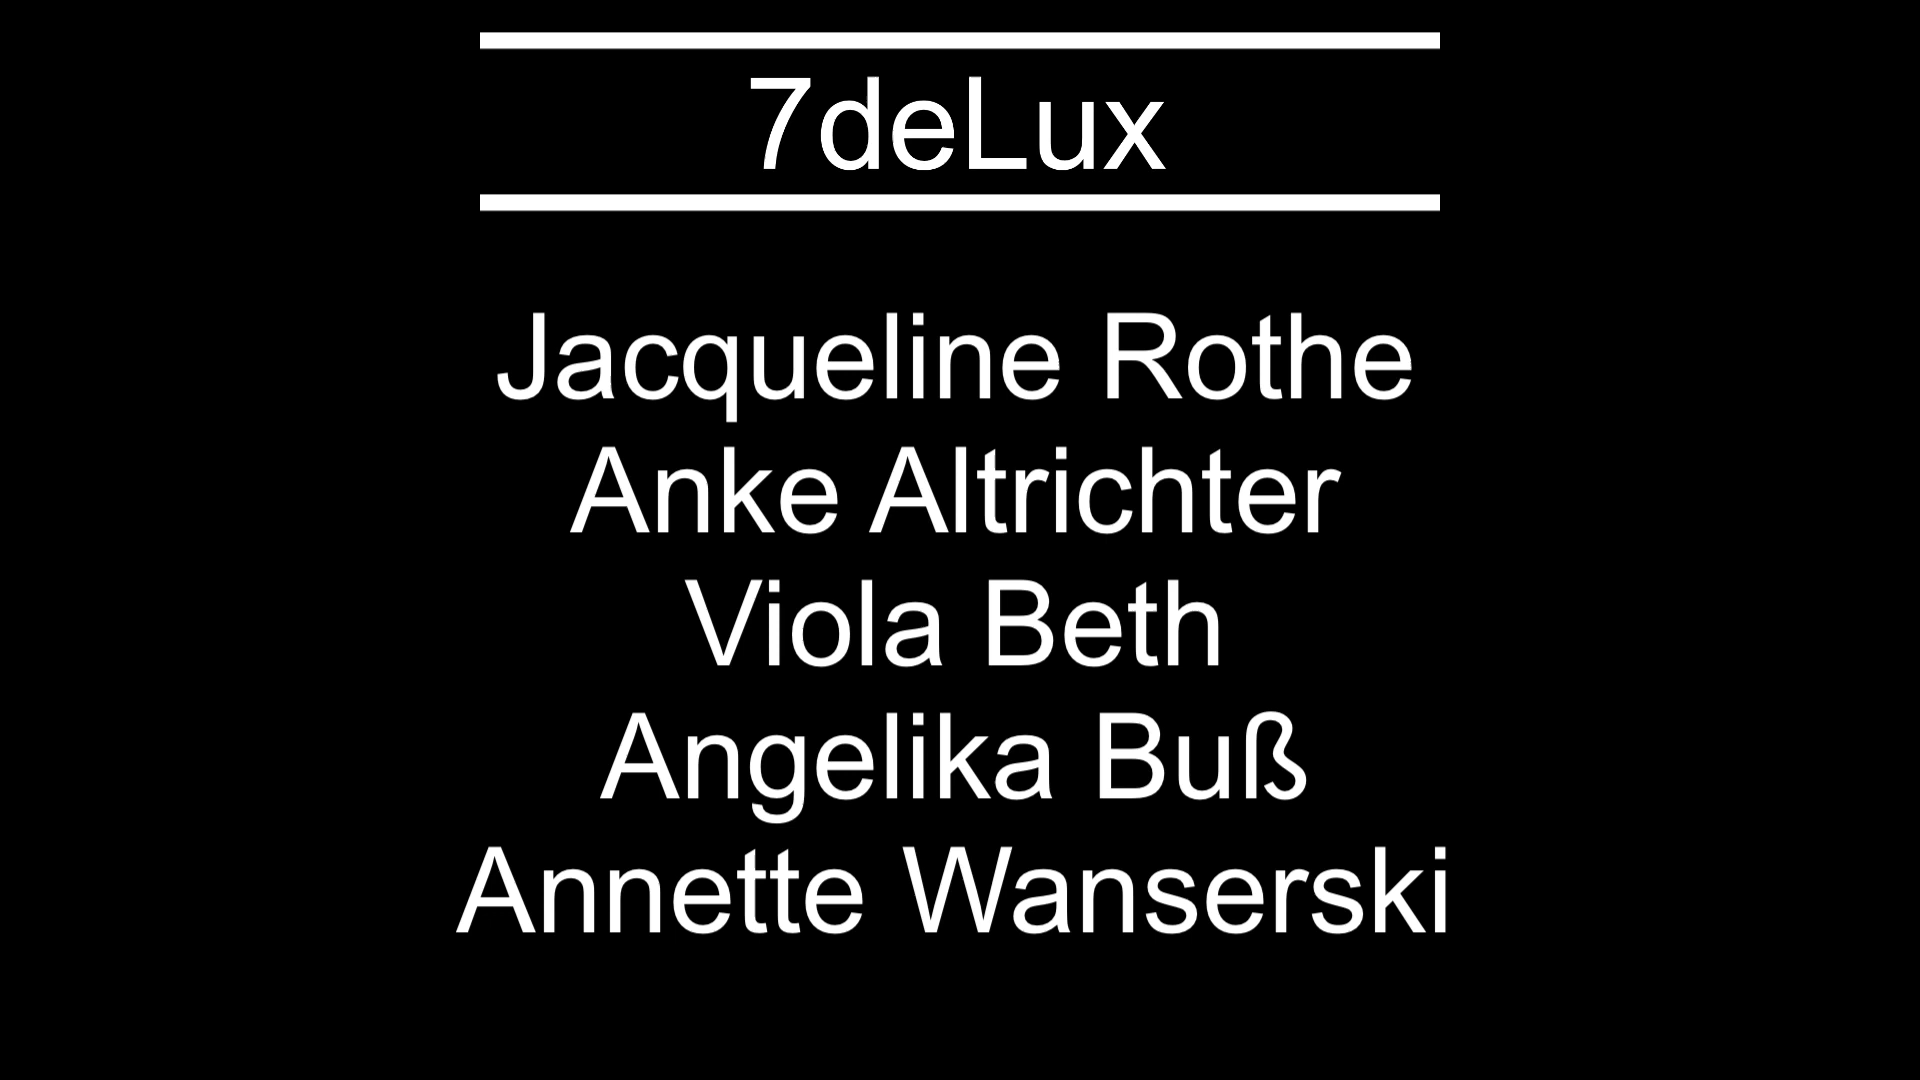 7deLux
Jacqueline Rothe
Anke Altrichter
Viola Beth
Angelika Buß
Annette Wanserski